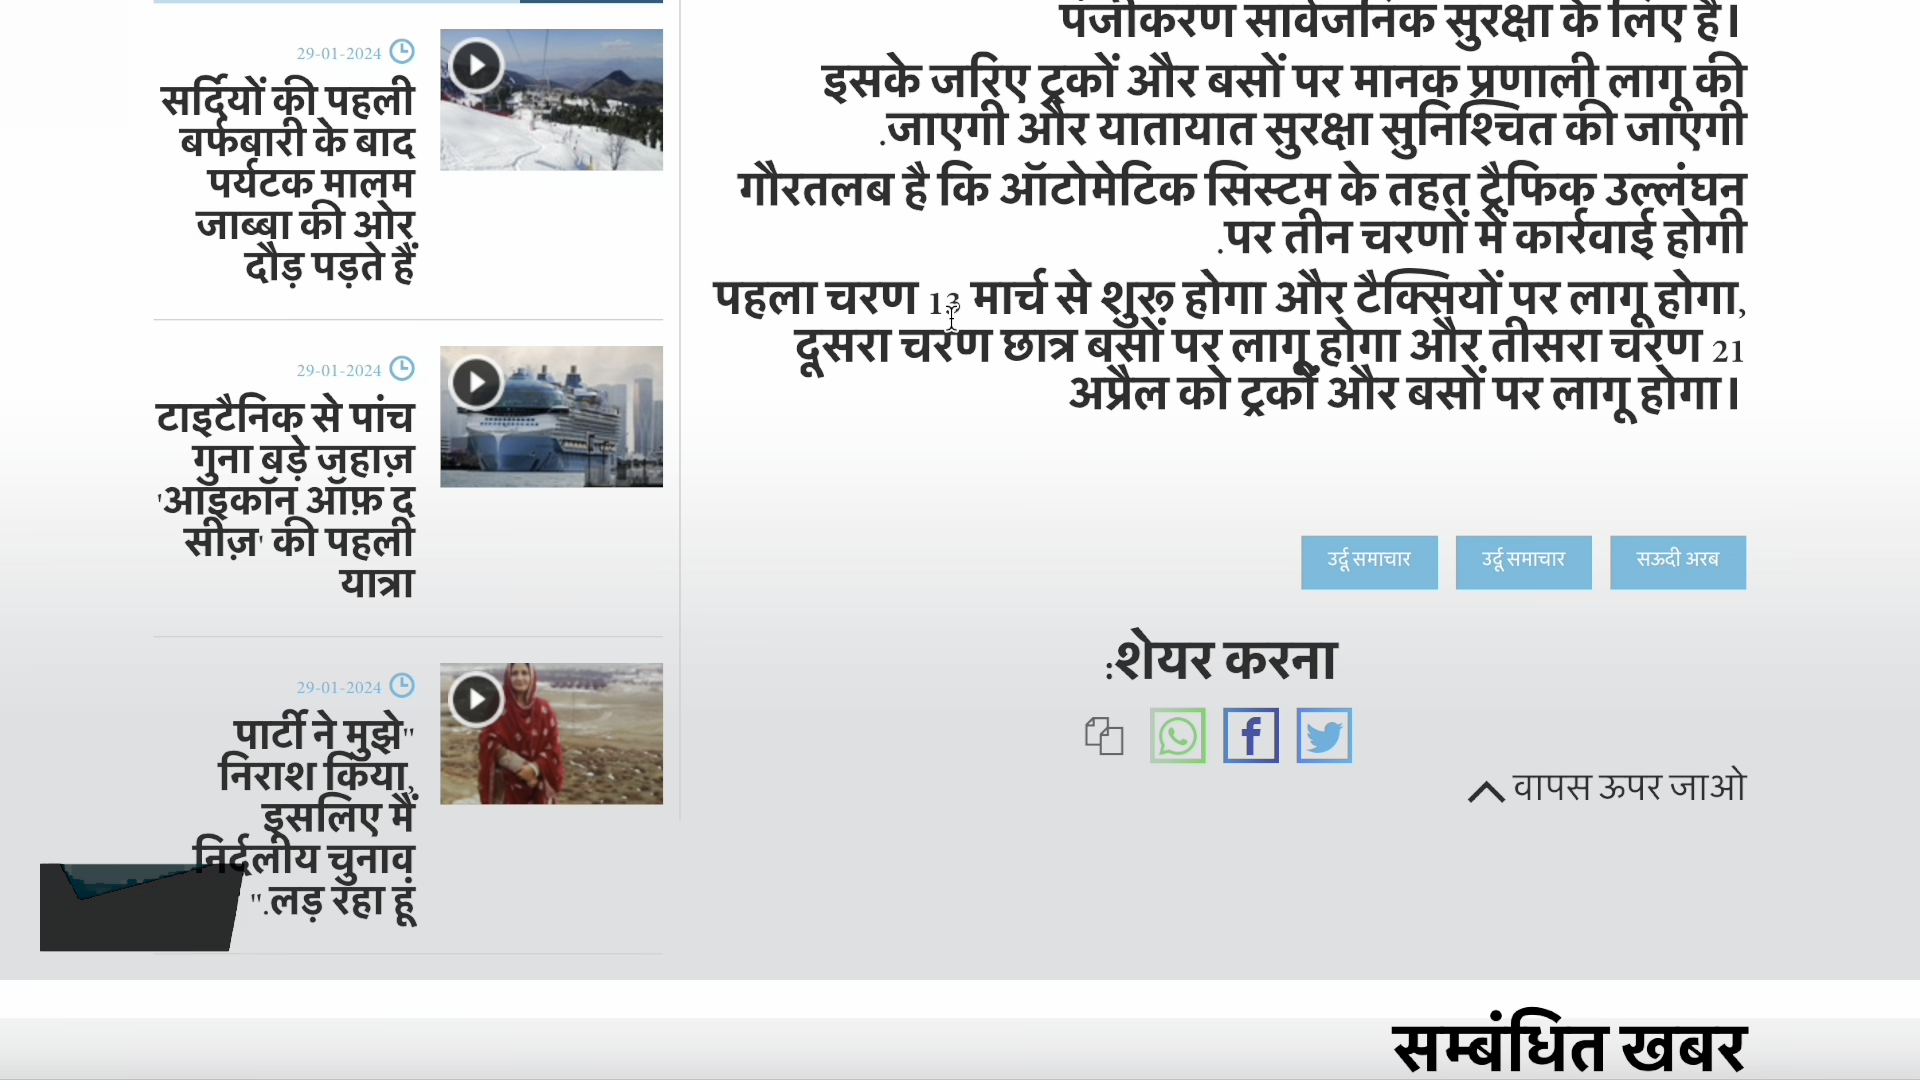 पंजीकरण सार्वजनिक सुरक्षा के लिए है।
इसके जरिए ट्रकों और बसों पर मानक प्रणाली लागू की
जाएगी और यातायात सुरक्षा सुनिश्चित की जाएगी.
गौरतलब है कि ऑटोमेटिक सिस्टम के तहत ट्रैफिक उल्लंघन
पर तीन चरणों में कार्रवाई होगी.
पहला चरण 13 मार्च से शुरू होगा और टैक्सियों पर लागू होगा,
दूसरा चरण छात्र बसों पर लागू होगा और तीसरा चरण 21
अप्रैल को ट्रकों और बसों पर लागू होगा।
उर्दू समाचार
उर्दू समाचार
सऊदी अरब
शेयर करना:
वापस ऊपर जाओ
29-01-2024
सर्दियों की पहली
बर्फबारी के बाद
पर्यटक मालम
जाब्बा की ओर
दौड़ पड़ते हैं
29-01-2024
टाइटैनिक से पांच
गुना बड़े जहाज़
'आइकॉन ऑफ़ द
सीज़' की पहली
यात्रा
29-01-2024
"पार्टी ने मुझे
निराश किया,
इसलिए मैं
निर्दलीय चुनाव
लड़ रहा हूं."
सम्बंधित खबर